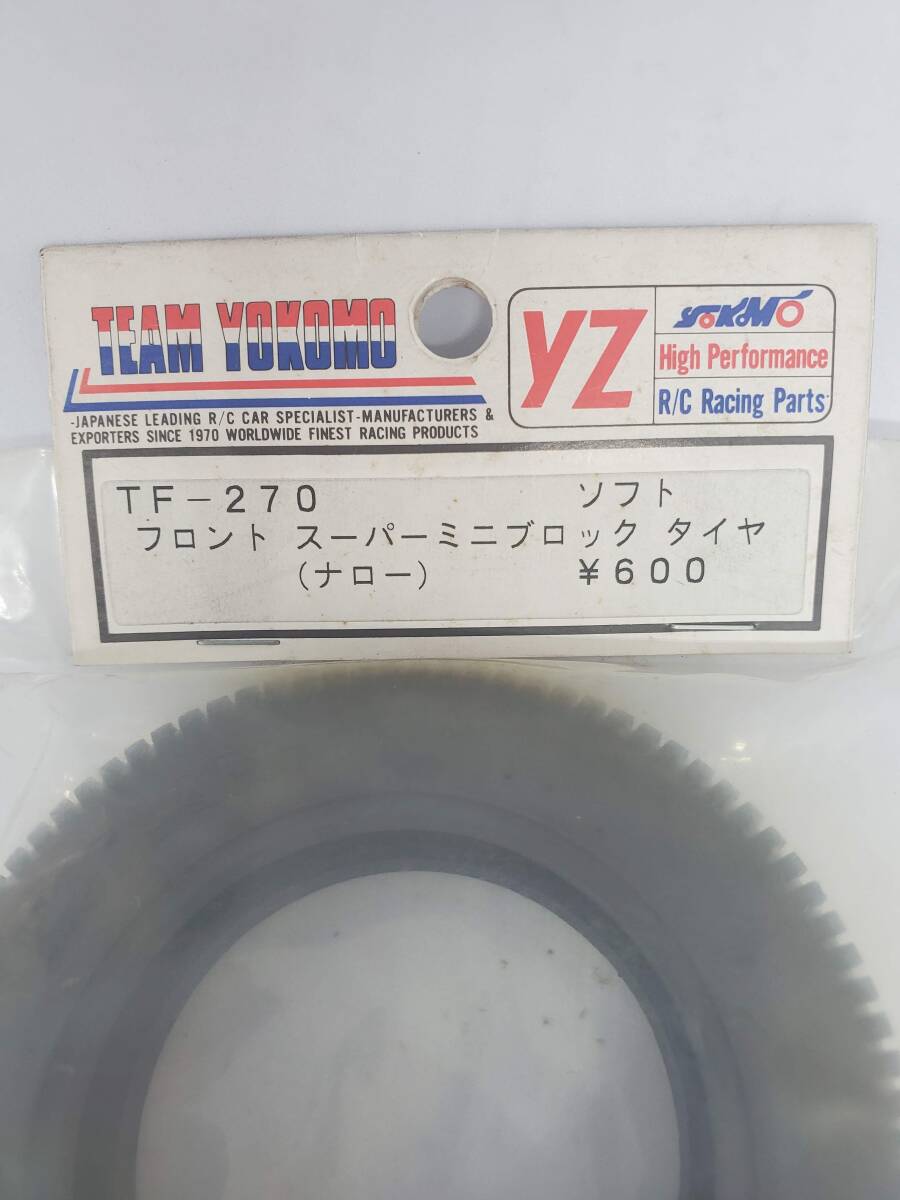 TEAM YOKOMO
-JAPANESE LEADING R/C CAR SPECIALIST-MANUFACTURERS &
EXPORTERS SINCE 1970 WORLDWIDE FINEST RACING PRODUCTS
YZ
YOKOMO
High Performance
R/C Racing Parts
TF-270 ソフト
フロント スーパーミニブロック タイヤ
(ナロー) ¥600